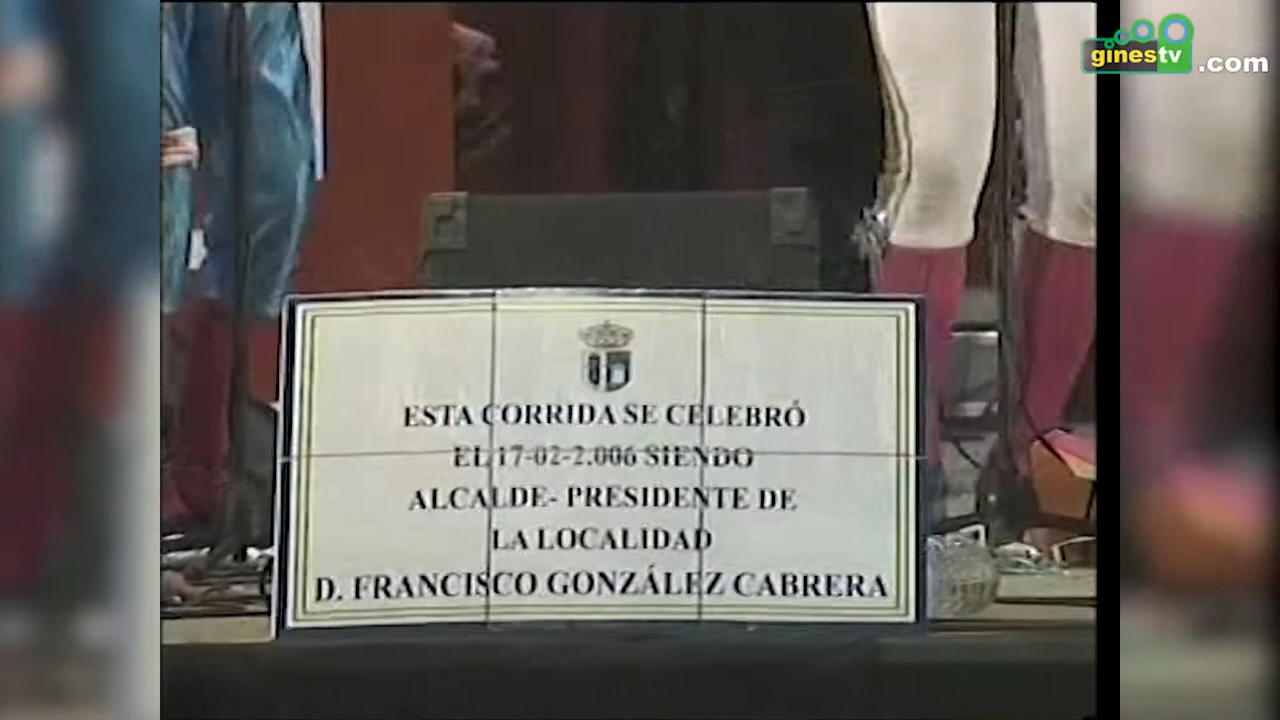 ginestv.com
ESTA CORRIDA SE CELEBRÓ
EL 17-02-2.006 SIENDO
ALCALDE- PRESIDENTE DE
LA LOCALIDAD
D. FRANCISCO GONZÁLEZ CABRERA